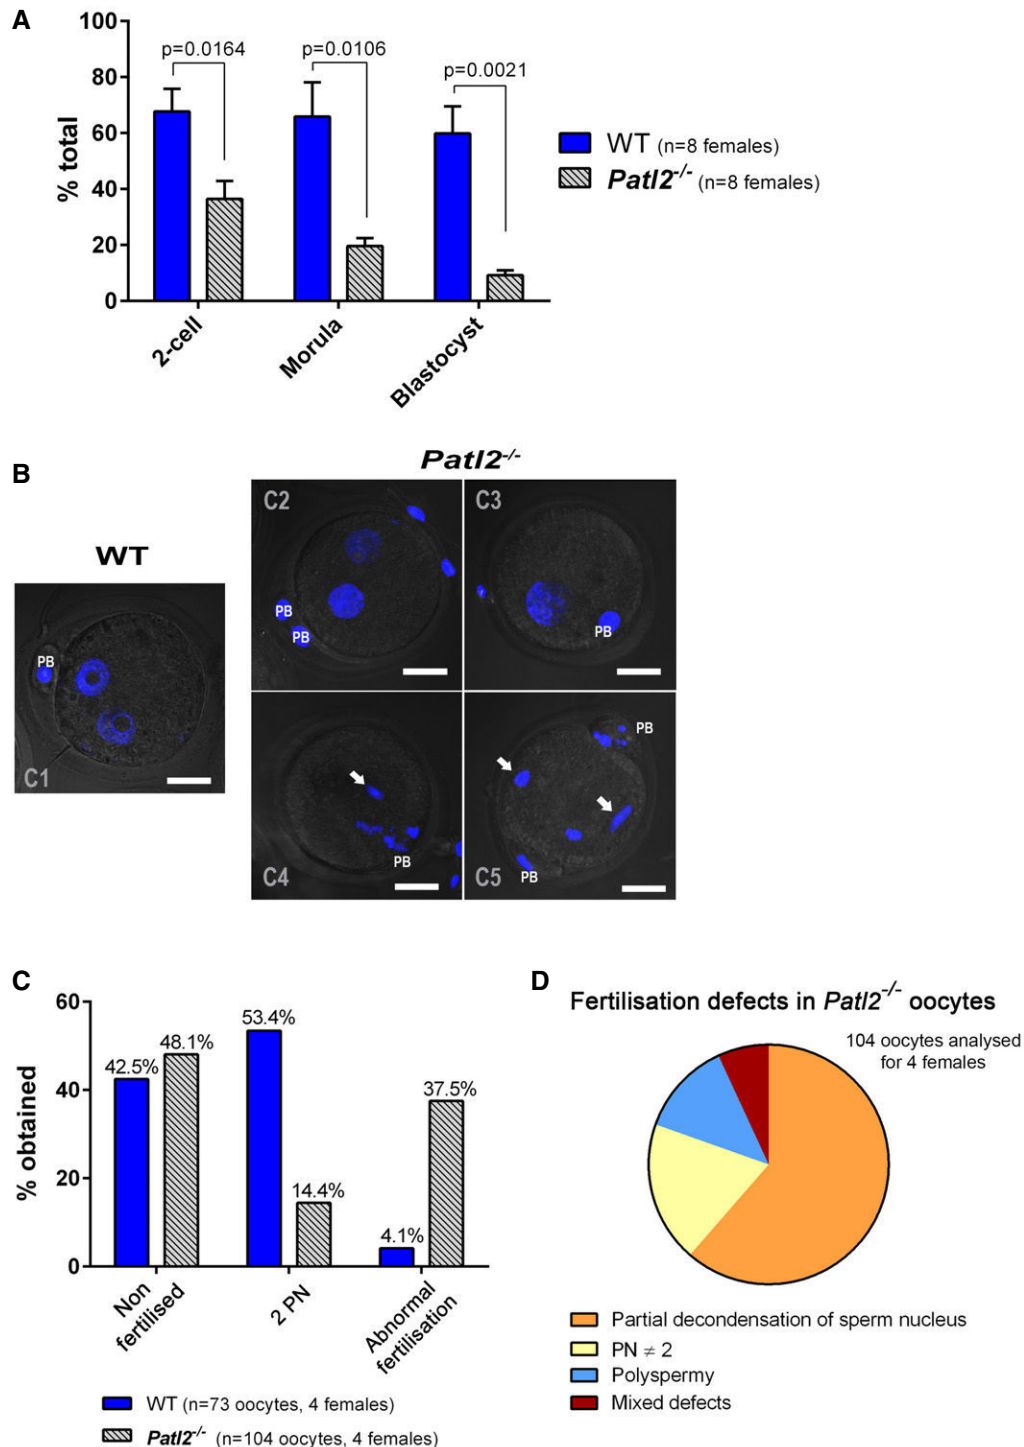 A
100
80
60
40
20
0
% total
p=0.0164
p=0.0106
p=0.0021
2-cell
Morula
Blastocyst
WT (n=8 females)
Patl2-/- (n=8 females)
B
WT
Patl2-/-
PB
C1
C2
PB
PB
C3
PB
C4
PB
C5
PB
PB
C
60
40
20
0
% obtained
42.5%
48.1%
53.4%
14.4%
4.1%
37.5%
Non
fertilised
2 PN
Abnormal
fertilisation
WT (n=73 oocytes, 4 females)
Patl2-/- (n=104 oocytes, 4 females)
D
Fertilisation defects in Patl2-/- oocytes
104 oocytes analysed
for 4 females
Partial decondensation of sperm nucleus
PN ≠ 2
Polyspermy
Mixed defects